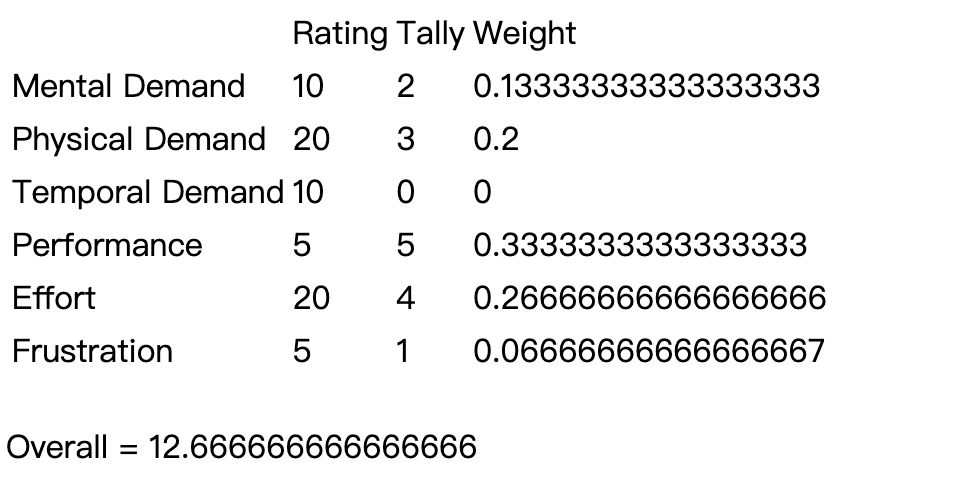 Rating Tally Weight
Mental Demand 10 2 0.13333333333333333
Physical Demand 20 3 0.2
Temporal Demand 10 0 0
Performance 5 5 0.3333333333333333
Effort 20 4 0.26666666666666666
Frustration 5 1 0.06666666666666667
Overall = 12.666666666666666